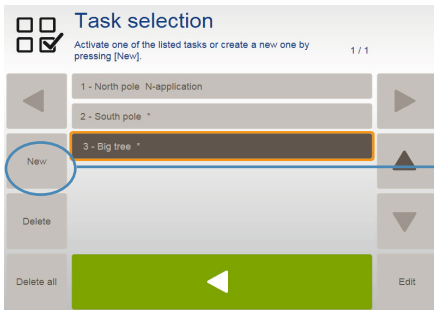 Task selection
Activate one of the listed tasks or create a new one by
pressing [New].
1 / 1
1 - North pole  N-application
2 - South pole  *
3 - Big tree  *
New
Delete
Delete all
Edit